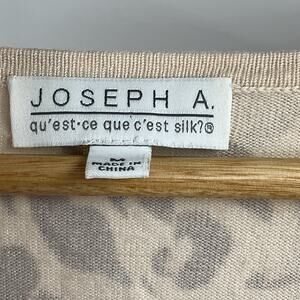 JOSEPH A.
qu'est-ce que c'est silk?®
M
MADE IN
CHINA